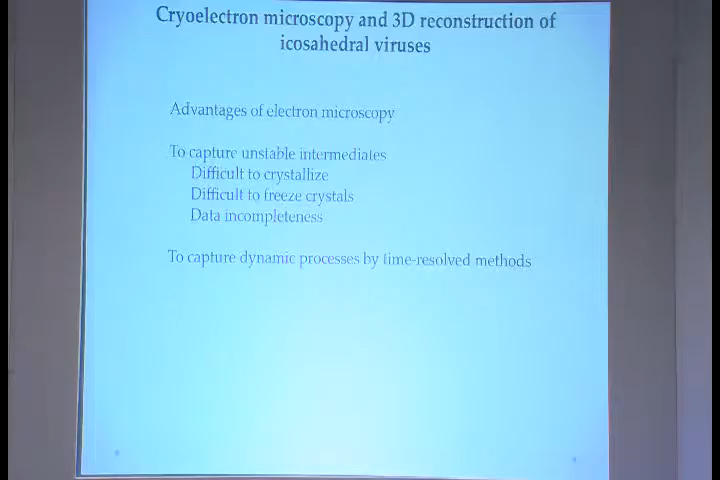 Cryoelectron microscopy and 3D reconstruction of
icosahedral viruses
Advantages of electron microscopy
To capture unstable intermediates
Difficult to crystallize
Difficult to freeze crystals
Data incompleteness
To capture dynamic processes by time-resolved methods